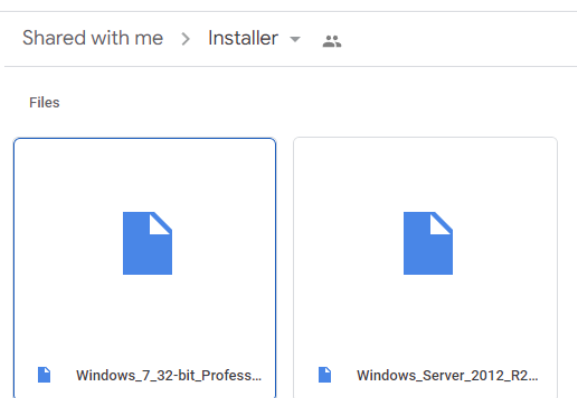 Shared with me > Installer
Files
Windows_7_32-bit_Profess...
Windows_Server_2012_R2...